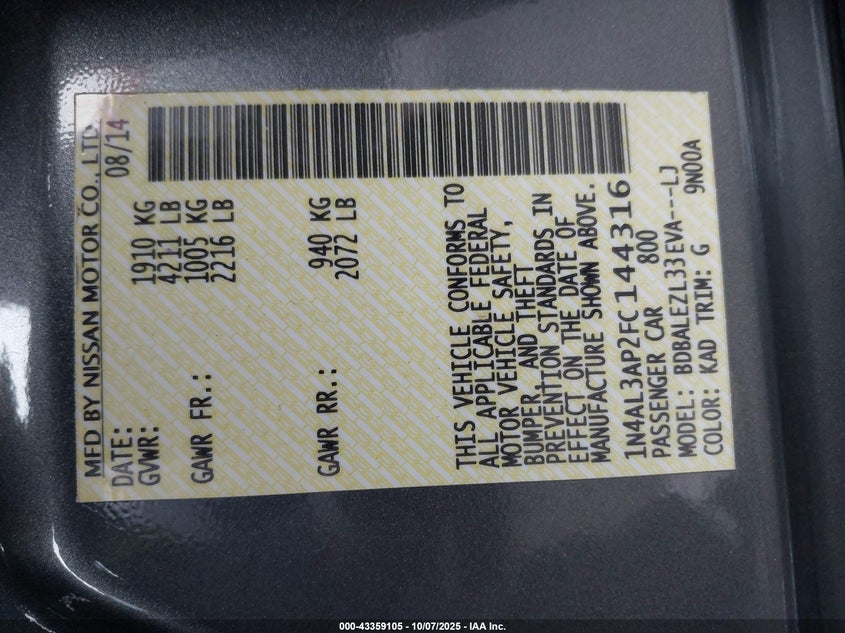 MFD BY NISSAN MOTOR CO., LTD.
DATE: 08/14
GVWR: 1910 KG
4211 LB
GAWR FR.: 1005 KG
2216 LB
GAWR RR.: 940 KG
2072 LB
THIS VEHICLE CONFORMS TO
ALL APPLICABLE FEDERAL
MOTOR VEHICLE SAFETY,
BUMPER AND THEFT
PREVENTION STANDARDS IN
EFFECT ON THE DATE OF
MANUFACTURE SHOWN ABOVE.
1N4AL3AP2FC144316
PASSENGER CAR 800
MODEL: BDBALEZL33EVA---LJ
COLOR: KAD TRIM: G 9N00A
000-43359105 - 10/07/2025 - IAA Inc.